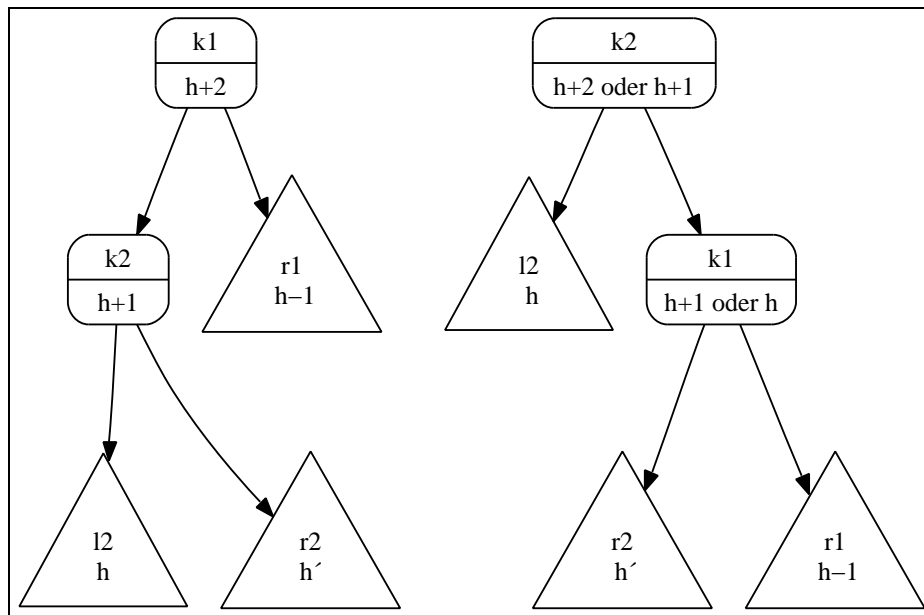 k1
h+2
k2
h+1
r1
h−1
l2
h
r2
h´
k2
h+2 oder h+1
l2
h
k1
h+1 oder h
r2
h´
r1
h−1